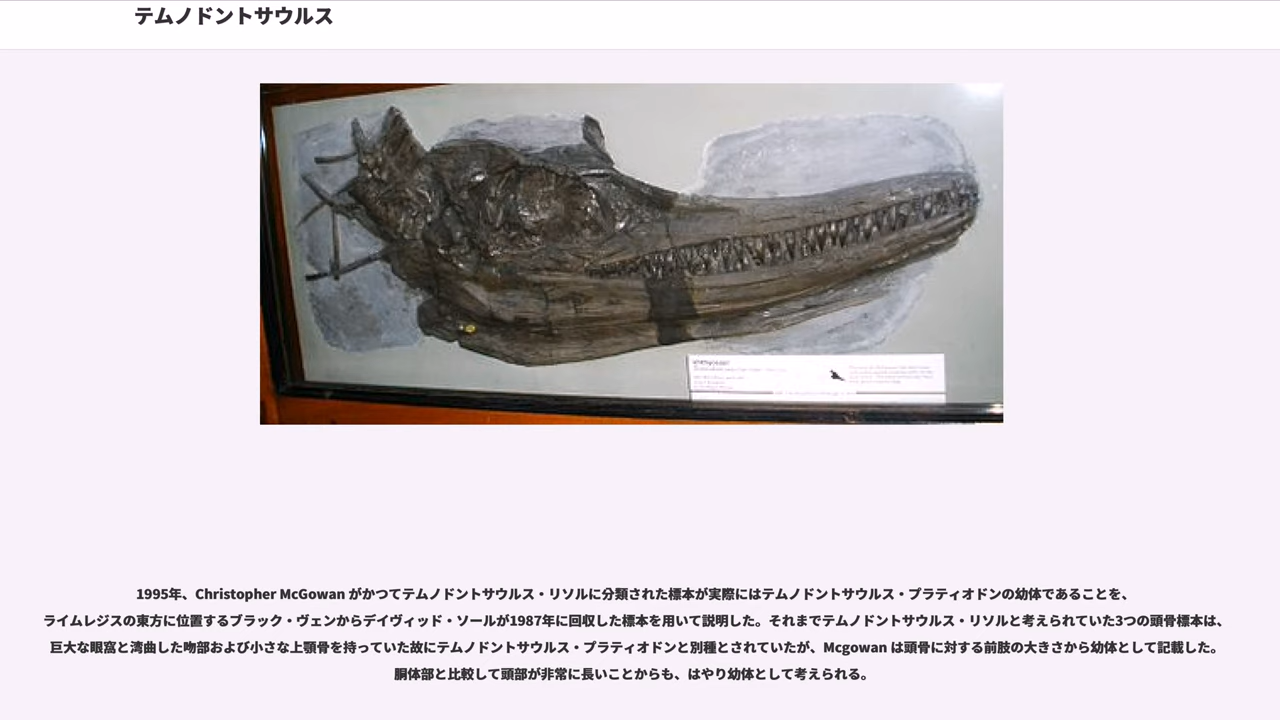 テムノドントサウルス
1995年、Christopher McGowan がかつてテムノドントサウルス・リソルに分類された標本が実際にはテムノドントサウルス・プラティオドンの幼体であることを、
ライムレジスの東方に位置するブラック・ヴェンからデイヴィッド・ソールが1987年に回収した標本を用いて説明した。それまでテムノドントサウルス・リソルと考えられていた3つの頭骨標本は、
巨大な眼窩と湾曲した吻部および小さな上顎骨を持っていた故にテムノドントサウルス・プラティオドンと別種とされていたが、Mcgowan は頭骨に対する前肢の大きさから幼体として記載した。
胴体部と比較して頭部が非常に長いことからも、はやり幼体として考えられる。